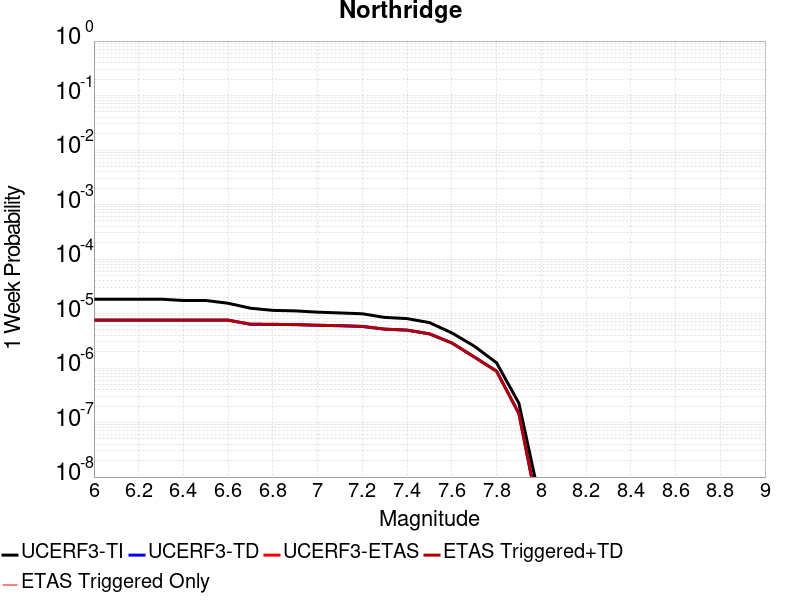 Northridge
1 Week Probability
10^0
10^-1
10^-2
10^-3
10^-4
10^-5
10^-6
10^-7
10^-8
6 6.2 6.4 6.6 6.8 7 7.2 7.4 7.6 7.8 8 8.2 8.4 8.6 8.8 9
Magnitude
UCERF3-TI UCERF3-TD UCERF3-ETAS ETAS Triggered+TD
ETAS Triggered Only